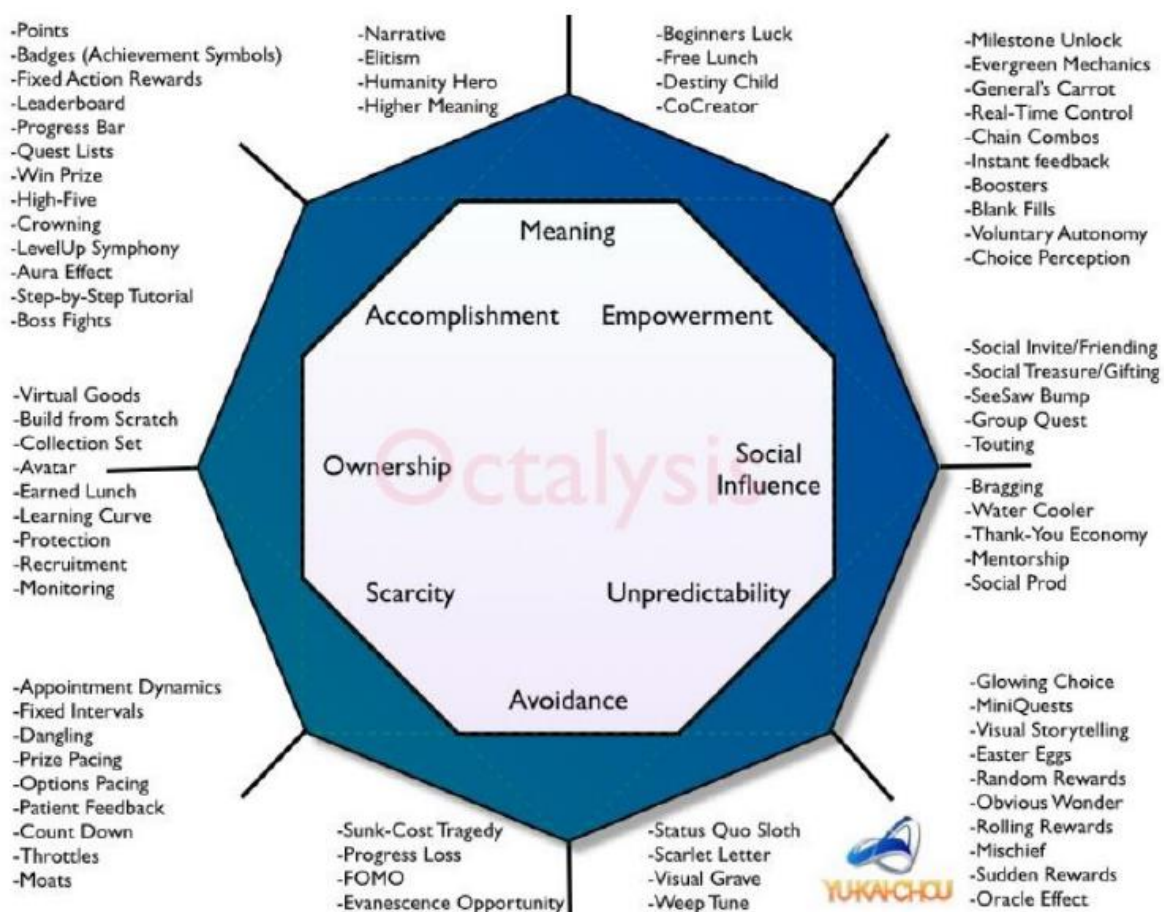 -Points
-Badges (Achievement Symbols)
-Fixed Action Rewards
-Leaderboard
-Progress Bar
-Quest Lists
-Win Prize
-High-Five
-Crowning
-LevelUp Symphony
-Aura Effect
-Step-by-Step Tutorial
-Boss Fights
-Narrative
-Elitism
-Humanity Hero
-Higher Meaning
-Beginners Luck
-Free Lunch
-Destiny Child
-CoCreator
-Milestone Unlock
-Evergreen Mechanics
-General's Carrot
-Real-Time Control
-Chain Combos
-Instant feedback
-Boosters
-Blank Fills
-Voluntary Autonomy
-Choice Perception
Meaning
Accomplishment
Empowerment
Ownership
Octalysis
Social
Influence
Scarcity
Unpredictability
Avoidance
-Virtual Goods
-Build from Scratch
-Collection Set
-Avatar
-Earned Lunch
-Learning Curve
-Protection
-Recruitment
-Monitoring
-Social Invite/Friending
-Social Treasure/Gifting
-SeeSaw Bump
-Group Quest
-Touting
-Bragging
-Water Cooler
-Thank-You Economy
-Mentorship
-Social Prod
-Appointment Dynamics
-Fixed Intervals
-Dangling
-Prize Pacing
-Options Pacing
-Patient Feedback
-Count Down
-Throttles
-Moats
-Sunk-Cost Tragedy
-Progress Loss
-FOMO
-Evanescence Opportunity
-Status Quo Sloth
-Scarlet Letter
-Visual Grave
-Weep Tune
YU-KAI-CHOU
-Glowing Choice
-MiniQuests
-Visual Storytelling
-Easter Eggs
-Random Rewards
-Obvious Wonder
-Rolling Rewards
-Mischief
-Sudden Rewards
-Oracle Effect